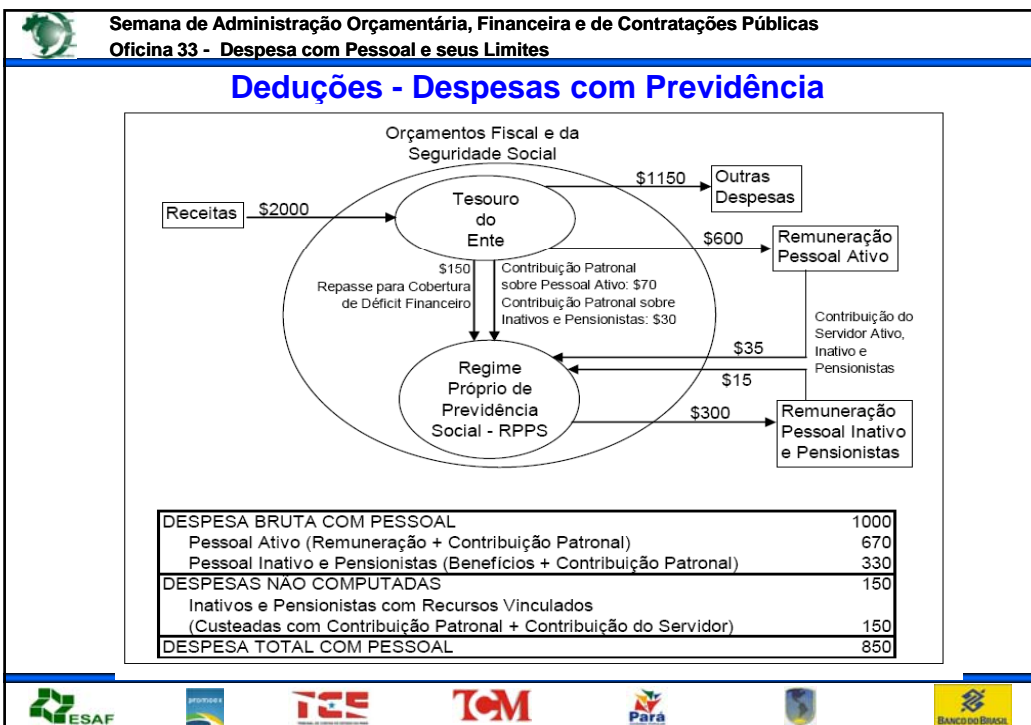 Semana de Administração Orçamentária, Financeira e de Contratações Públicas
Oficina 33 - Despesa com Pessoal e seus Limites
Deduções - Despesas com Previdência
Orçamentos Fiscal e da
Seguridade Social
Receitas
$2000
Tesouro
do
Ente
$1150
Outras
Despesas
$600
Remuneração
Pessoal Ativo
$150
Repasse para Cobertura
de Déficit Financeiro
Contribuição Patronal
sobre Pessoal Ativo: $70
Contribuição Patronal sobre
Inativos e Pensionistas: $30
Contribuição do
Servidor Ativo,
Inativo e
Pensionistas
$35
$15
Regime
Próprio de
Previdência
Social - RPPS
$300
Remuneração
Pessoal Inativo
e Pensionistas
DESPESA BRUTA COM PESSOAL 1000
Pessoal Ativo (Remuneração + Contribuição Patronal) 670
Pessoal Inativo e Pensionistas (Benefícios + Contribuição Patronal) 330
DESPESAS NÃO COMPUTADAS 150
Inativos e Pensionistas com Recursos Vinculados
(Custeadas com Contribuição Patronal + Contribuição do Servidor) 150
DESPESA TOTAL COM PESSOAL 850
ESAF
promoex
TCE
TCM
Pará
BANCO DO BRASIL